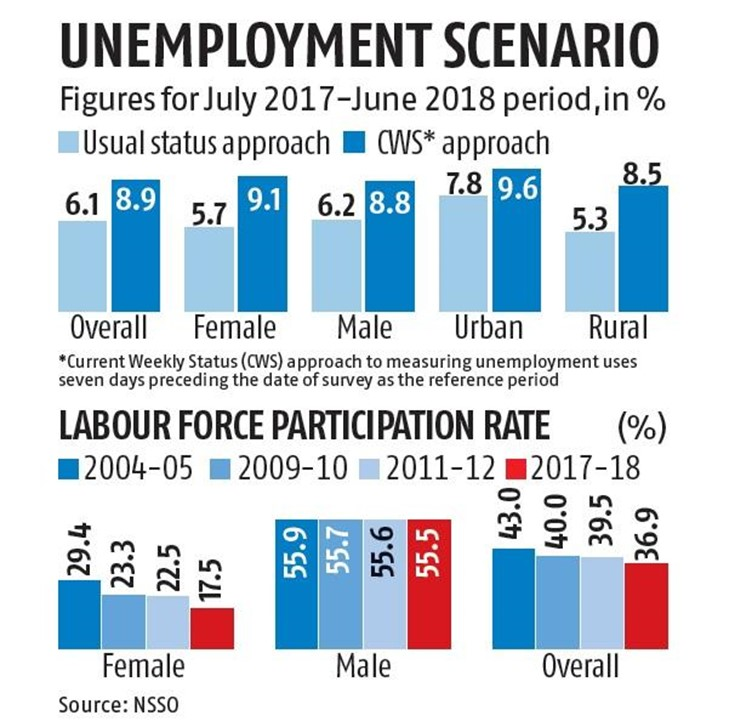 UNEMPLOYMENT SCENARIO
Figures for July 2017–June 2018 period, in %
Usual status approach CWS* approach
6.1 8.9 5.7 9.1 6.2 8.8 7.8 9.6 5.3 8.5
Overall Female Male Urban Rural
*Current Weekly Status (CWS) approach to measuring unemployment uses
seven days preceding the date of survey as the reference period
LABOUR FORCE PARTICIPATION RATE (%)
2004–05 2009–10 2011–12 2017–18
29.4 23.3 22.5 17.5 55.9 55.7 55.6 55.5 43.0 40.0 39.5 36.9
Female Male Overall
Source: NSSO